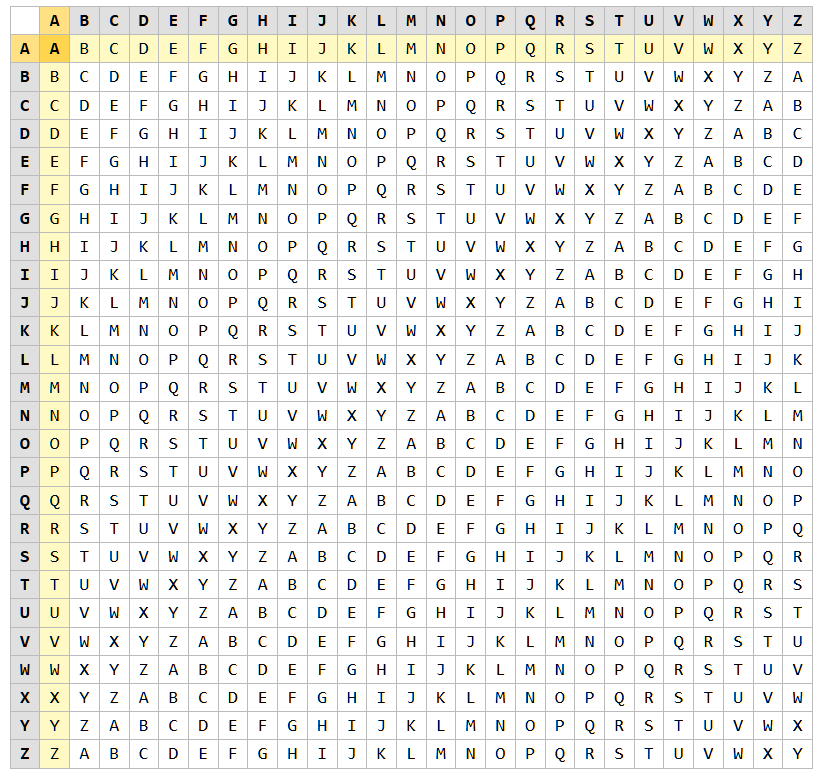 A B C D E F G H I J K L M N O P Q R S T U V W X Y Z
A A B C D E F G H I J K L M N O P Q R S T U V W X Y Z
B B C D E F G H I J K L M N O P Q R S T U V W X Y Z A
C C D E F G H I J K L M N O P Q R S T U V W X Y Z A B
D D E F G H I J K L M N O P Q R S T U V W X Y Z A B C
E E F G H I J K L M N O P Q R S T U V W X Y Z A B C D
F F G H I J K L M N O P Q R S T U V W X Y Z A B C D E
G G H I J K L M N O P Q R S T U V W X Y Z A B C D E F
H H I J K L M N O P Q R S T U V W X Y Z A B C D E F G
I I J K L M N O P Q R S T U V W X Y Z A B C D E F G H
J J K L M N O P Q R S T U V W X Y Z A B C D E F G H I
K K L M N O P Q R S T U V W X Y Z A B C D E F G H I J
L L M N O P Q R S T U V W X Y Z A B C D E F G H I J K
M M N O P Q R S T U V W X Y Z A B C D E F G H I J K L
N N O P Q R S T U V W X Y Z A B C D E F G H I J K L M
O O P Q R S T U V W X Y Z A B C D E F G H I J K L M N
P P Q R S T U V W X Y Z A B C D E F G H I J K L M N O
Q Q R S T U V W X Y Z A B C D E F G H I J K L M N O P
R R S T U V W X Y Z A B C D E F G H I J K L M N O P Q
S S T U V W X Y Z A B C D E F G H I J K L M N O P Q R
T T U V W X Y Z A B C D E F G H I J K L M N O P Q R S
U U V W X Y Z A B C D E F G H I J K L M N O P Q R S T
V V W X Y Z A B C D E F G H I J K L M N O P Q R S T U
W W X Y Z A B C D E F G H I J K L M N O P Q R S T U V
X X Y Z A B C D E F G H I J K L M N O P Q R S T U V W
Y Y Z A B C D E F G H I J K L M N O P Q R S T U V W X
Z Z A B C D E F G H I J K L M N O P Q R S T U V W X Y